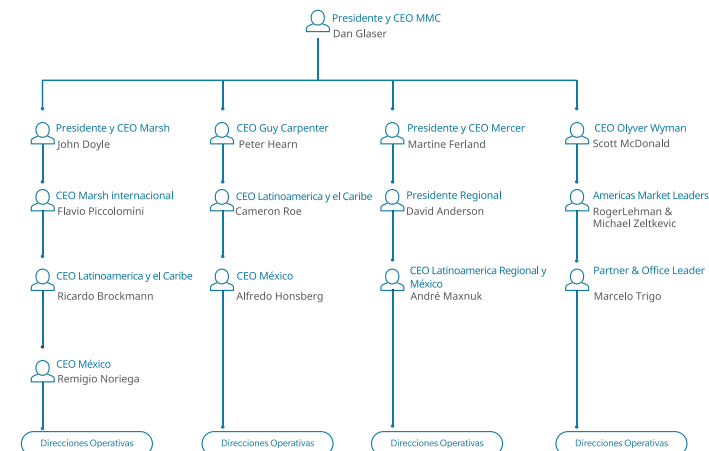 Presidente y CEO MMC
Dan Glaser
Presidente y CEO Marsh
John Doyle
CEO Marsh internacional
Flavio Piccolomini
CEO Latinoamerica y el Caribe
Ricardo Brockmann
CEO México
Remigio Noriega
Direcciones Operativas
CEO Guy Carpenter
Peter Hearn
CEO Latinoamerica y el Caribe
Cameron Roe
CEO México
Alfredo Honsberg
Direcciones Operativas
Presidente y CEO Mercer
Martine Ferland
Presidente Regional
David Anderson
CEO Latinoamerica Regional y
México
André Maxnuk
Direcciones Operativas
CEO Olyver Wyman
Scott McDonald
Americas Market Leaders
RogerLehman &
Michael Zeltkevic
Partner & Office Leader
Marcelo Trigo
Direcciones Operativas